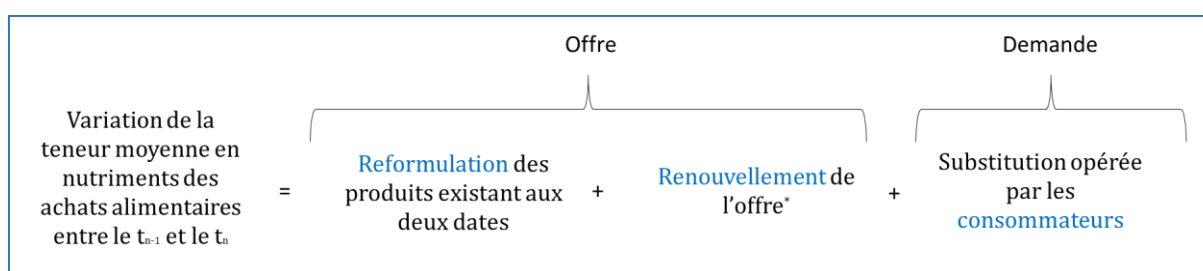 Offre
Demande
Variation de la
teneur moyenne en
nutriments des
achats alimentaires
entre le tn-1 et le tn
=
Reformulation des
produits existant aux
deux dates
+
Renouvellement de
l'offre*
+
Substitution opérée
par les
consommateurs